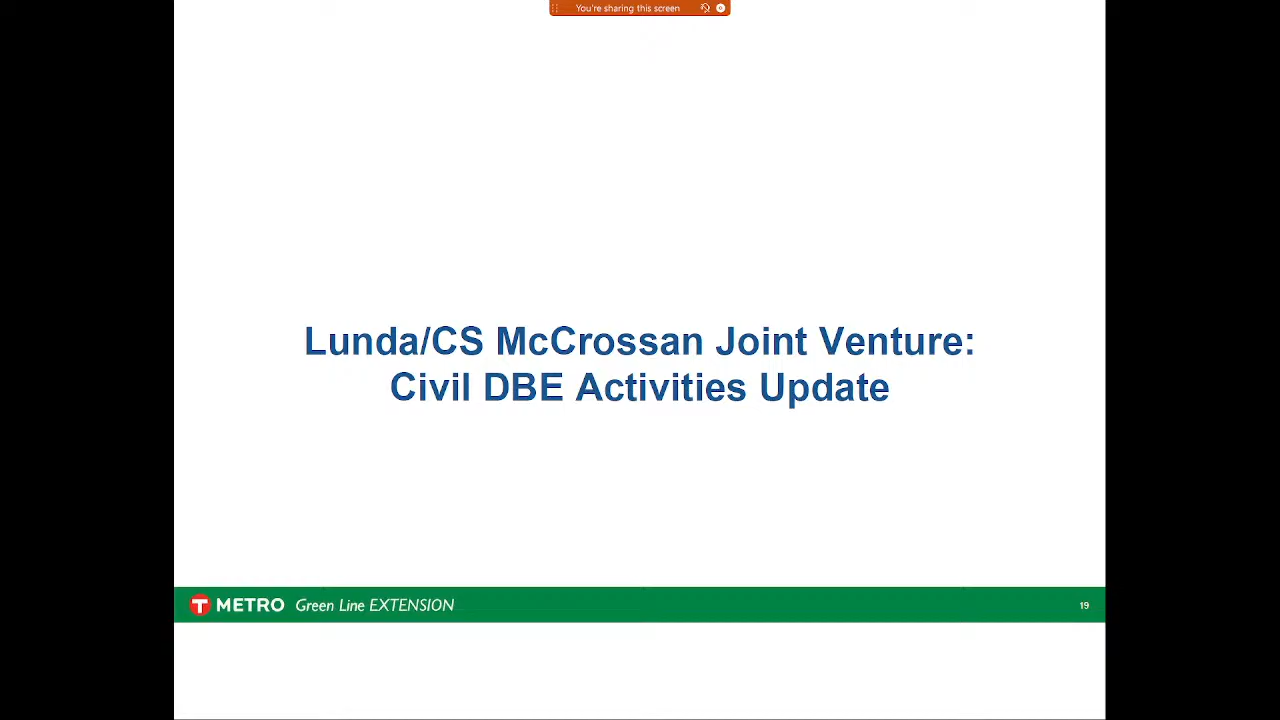 You're sharing this screen
Lunda/CS McCrossan Joint Venture:
Civil DBE Activities Update
T METRO Green Line EXTENSION
19